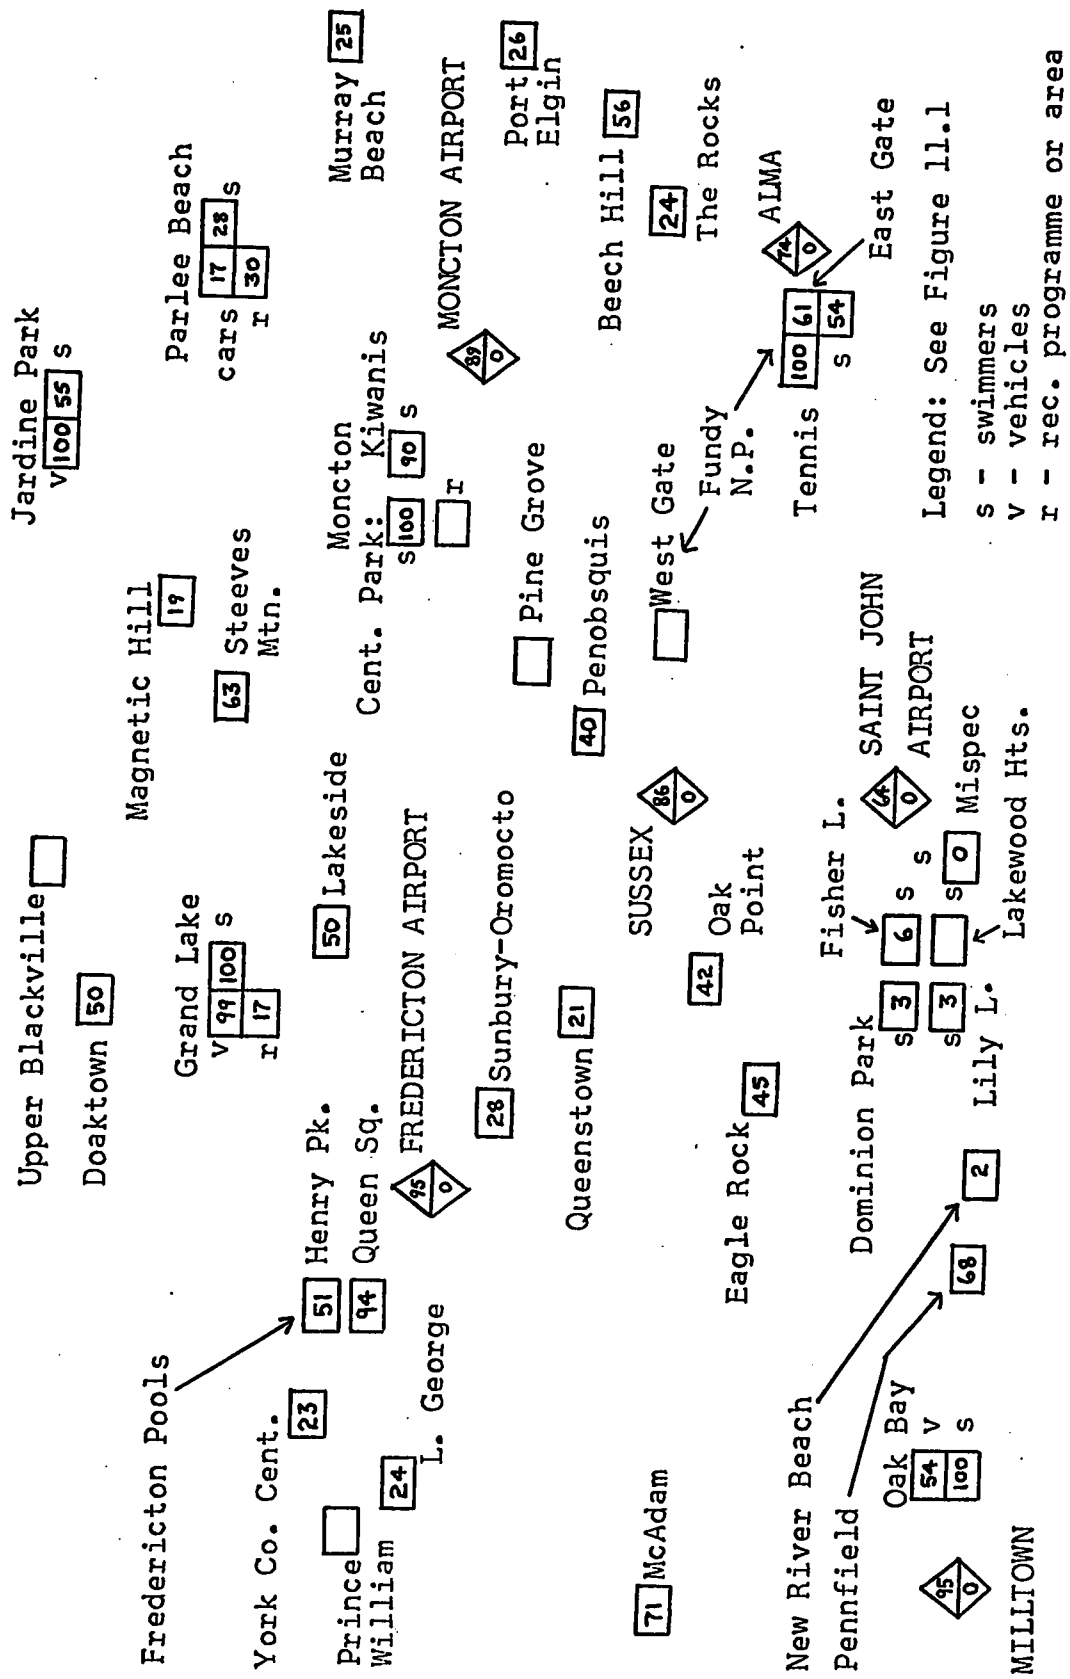 Upper Blackville
Jardine Park
v 100 55 s
Doaktown 50
Magnetic Hill
19
Fredericton Pools
Grand Lake
v 99 100 s
r 17
Parlee Beach
cars 17 28 s
r 30
63 Steeves
Mtn.
York Co. Cent.
23
51 Henry Pk.
94 Queen Sq.
50 Lakeside
Moncton
Cent. Park: Kiwanis
s 100 90 s
r
Murray 25
Beach
Prince
William
24
L. George
FREDERICTON AIRPORT
95
0
MONCTON AIRPORT
89
0
28 Sunbury-Oromocto
Pine Grove
Port 26
Elgin
Queenstown 21
40 Penobsquis
Beech Hill 56
71 McAdam
SUSSEX
86
0
West Gate
24
The Rocks
42 Oak
Point
Fundy
N.P.
Eagle Rock 45
ALMA
74
0
Tennis 100 61
s 54
East Gate
New River Beach
Pennfield
2
68
Dominion Park
s 3
Fisher L.
6 s
SAINT JOHN
AIRPORT
64
0
Oak Bay
54 v
100 s
s 3
Lily L.
s
s
0 Mispec
Lakewood Hts.
95
0
MILLTOWN
Legend: See Figure 11.1
s - swimmers
v - vehicles
r - rec. programme or area